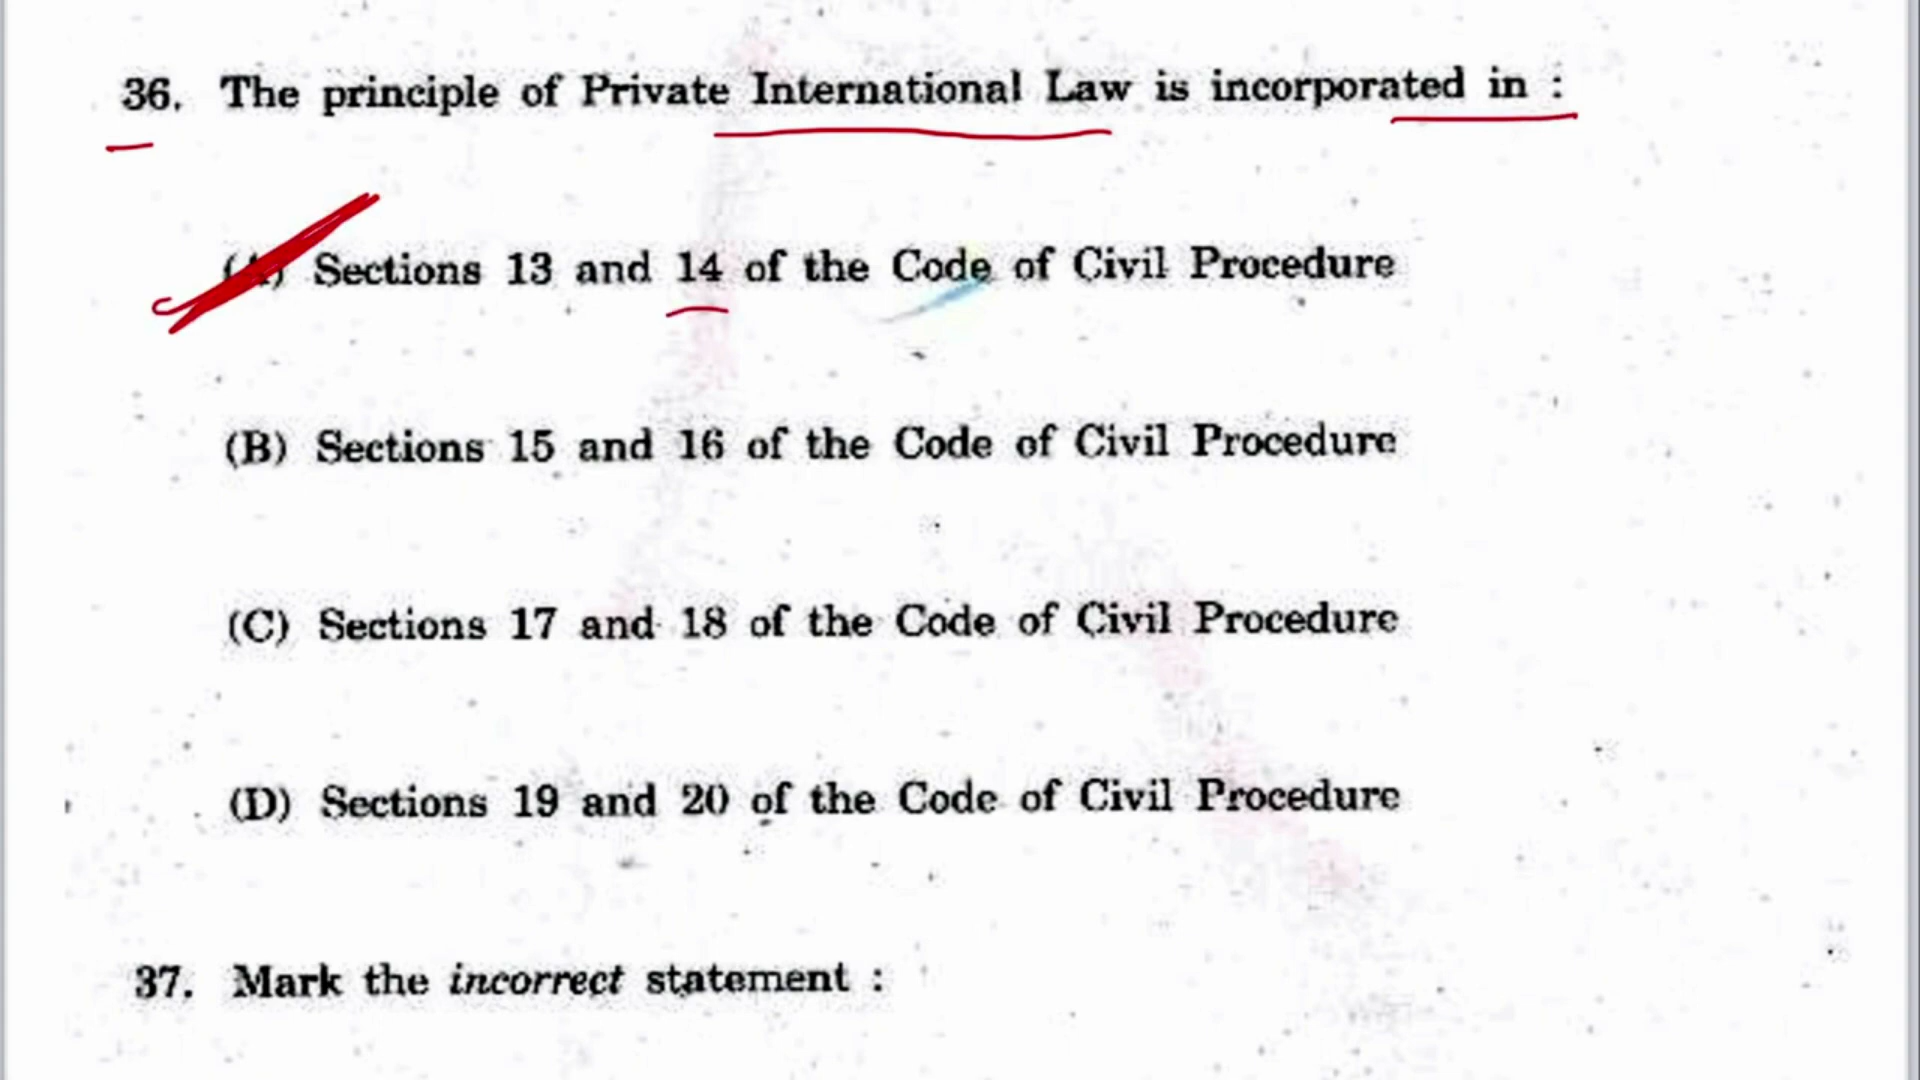 36. The principle of Private International Law is incorporated in :
(A) Sections 13 and 14 of the Code of Civil Procedure
(B) Sections 15 and 16 of the Code of Civil Procedure
(C) Sections 17 and 18 of the Code of Civil Procedure
(D) Sections 19 and 20 of the Code of Civil Procedure
37. Mark the incorrect statement :